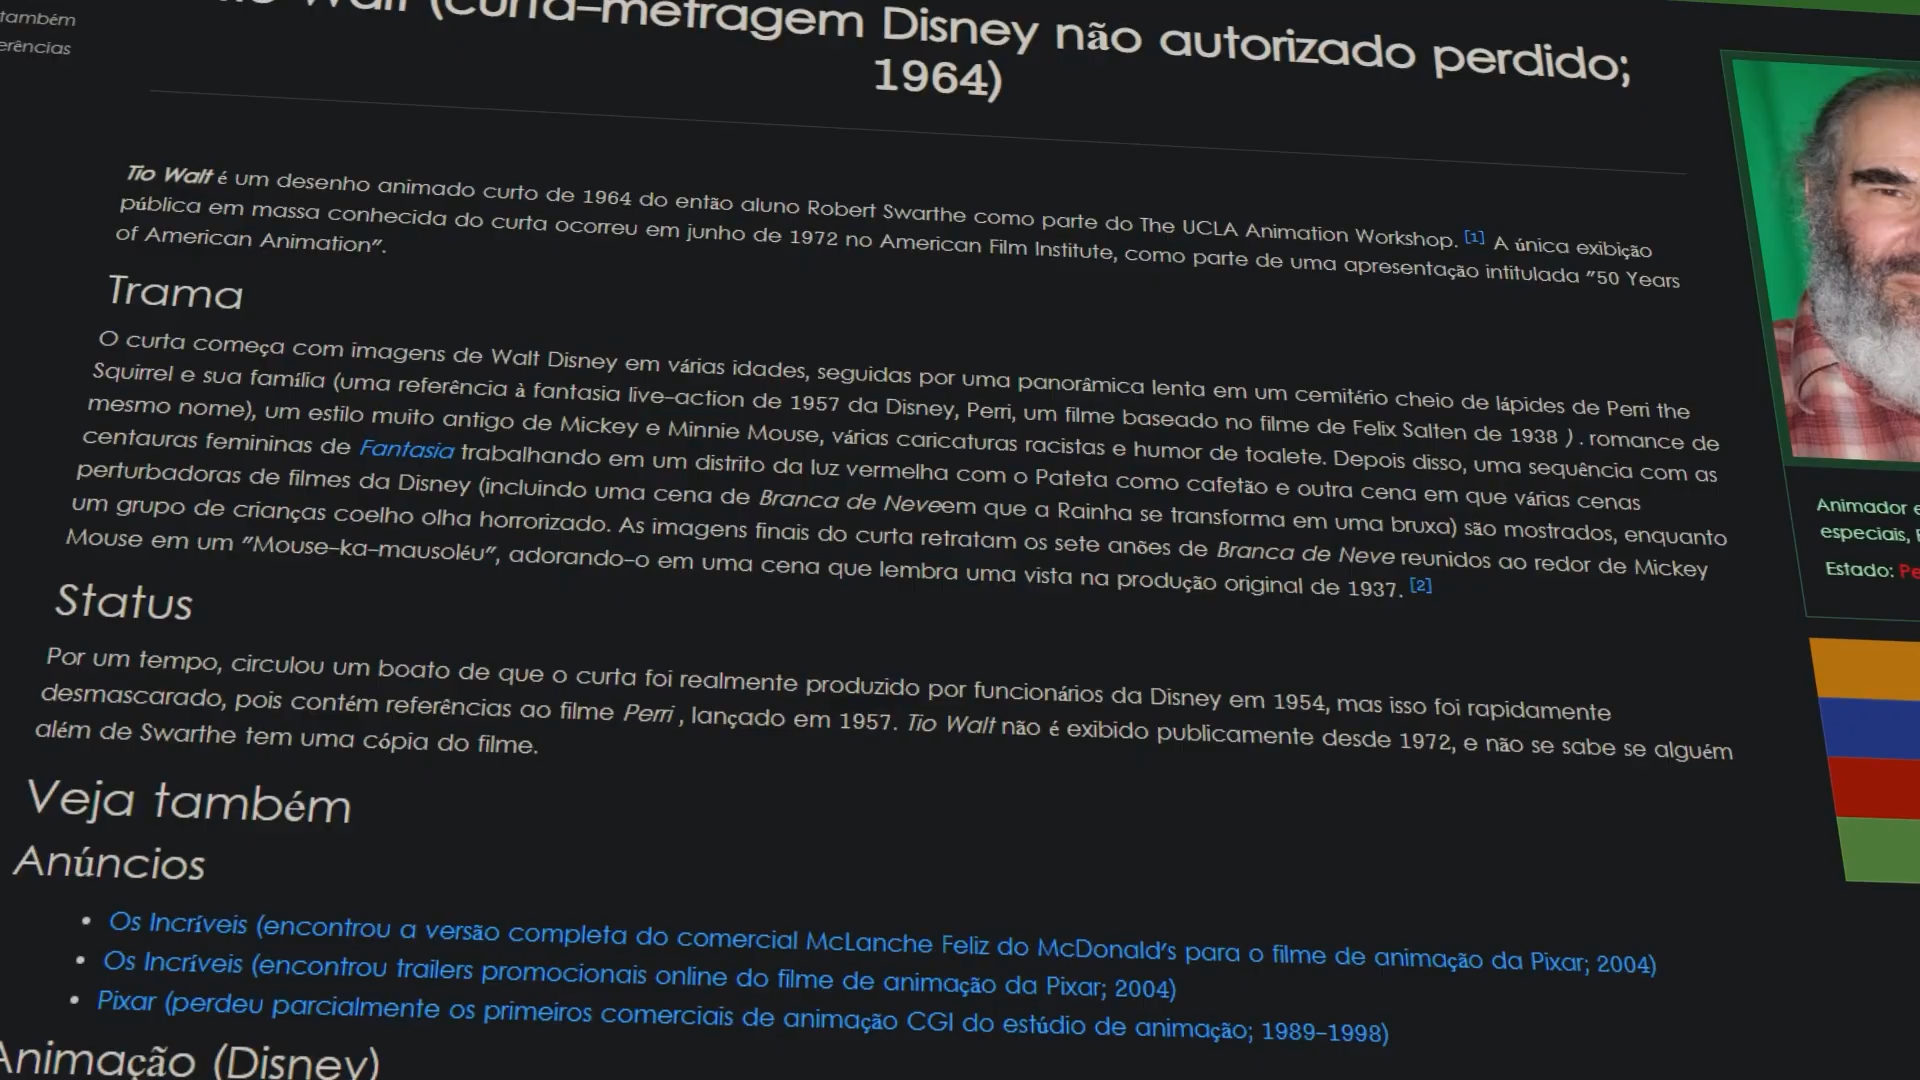 também
erências
Walt (curta-metragem Disney não autorizado perdido;
1964)
Tio Walt é um desenho animado curto de 1964 do então aluno Robert Swarthe como parte do The UCLA Animation Workshop. [1] A única exibição
pública em massa conhecida do curta ocorreu em junho de 1972 no American Film Institute, como parte de uma apresentação intitulada "50 Years
of American Animation".
Trama
O curta começa com imagens de Walt Disney em várias idades, seguidas por uma panorâmica lenta em um cemitério cheio de lápides de Perri the
Squirrel e sua família (uma referência à fantasia live-action de 1957 da Disney, Perri, um filme baseado no filme de Felix Salten de 1938 ) . romance de
mesmo nome), um estilo muito antigo de Mickey e Minnie Mouse, várias caricaturas racistas e humor de toalete. Depois disso, uma sequência com as
centauras femininas de Fantasia trabalhando em um distrito da luz vermelha com o Pateta como cafetão e outra cena em que várias cenas
perturbadoras de filmes da Disney (incluindo uma cena de Branca de Neveem que a Rainha se transforma em uma bruxa) são mostrados, enquanto
um grupo de crianças coelho olha horrorizado. As imagens finais do curta retratam os sete anões de Branca de Neve reunidos ao redor de Mickey
Mouse em um "Mouse-ka-mausoléu", adorando-o em uma cena que lembra uma vista na produção original de 1937. [2]
Status
Por um tempo, circulou um boato de que o curta foi realmente produzido por funcionários da Disney em 1954, mas isso foi rapidamente
desmascarado, pois contém referências ao filme Perri , lançado em 1957. Tio Walt não é exibido publicamente desde 1972, e não se sabe se alguém
além de Swarthe tem uma cópia do filme.
Veja também
Anúncios
• Os Incríveis (encontrou a versão completa do comercial McLanche Feliz do McDonald's para o filme de animação da Pixar; 2004)
• Os Incríveis (encontrou trailers promocionais online do filme de animação da Pixar; 2004)
• Pixar (perdeu parcialmente os primeiros comerciais de animação CGI do estúdio de animação; 1989-1998)
Animação (Disney)
Animador e
especiais,
Estado: Pe